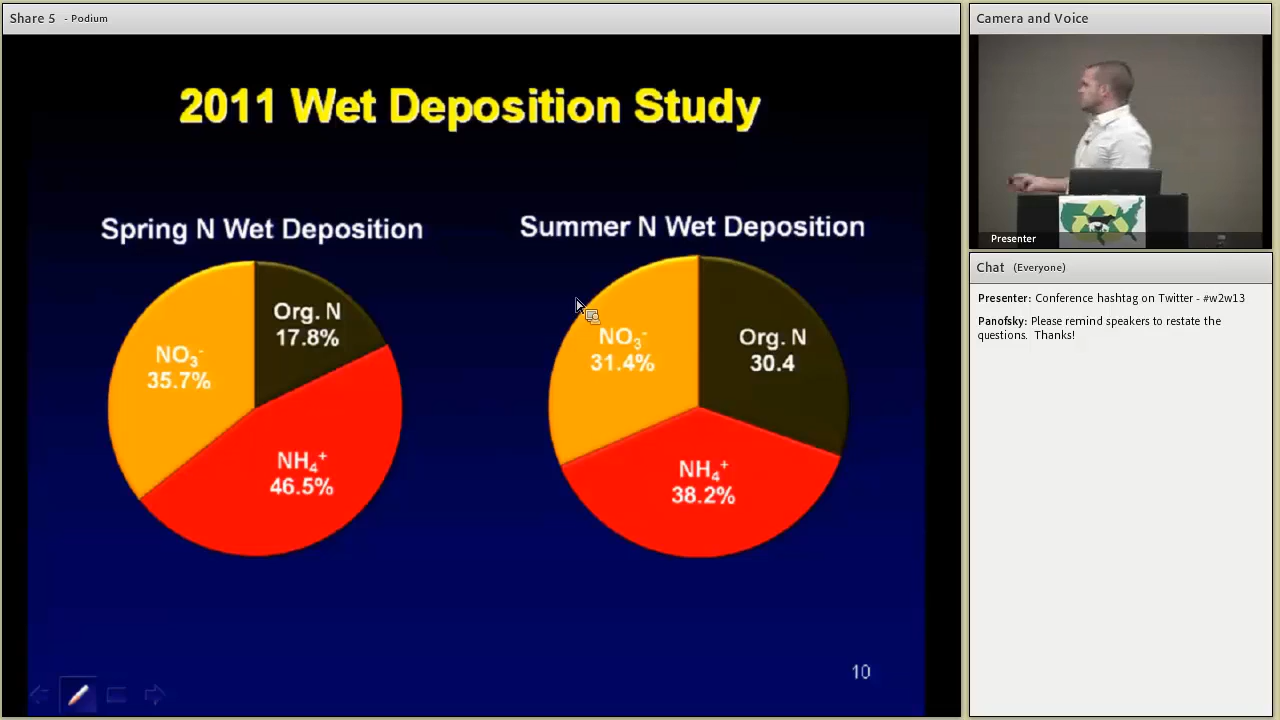 Share 5 - Podium
2011 Wet Deposition Study
Spring N Wet Deposition
Org. N
17.8%
NO₃⁻
35.7%
NH₄⁺
46.5%
Summer N Wet Deposition
Org. N
30.4
NO₃⁻
31.4%
NH₄⁺
38.2%
10
Camera and Voice
Presenter
Chat (Everyone)
Presenter: Conference hashtag on Twitter - #w2w13
Panofsky: Please remind speakers to restate the
questions. Thanks!